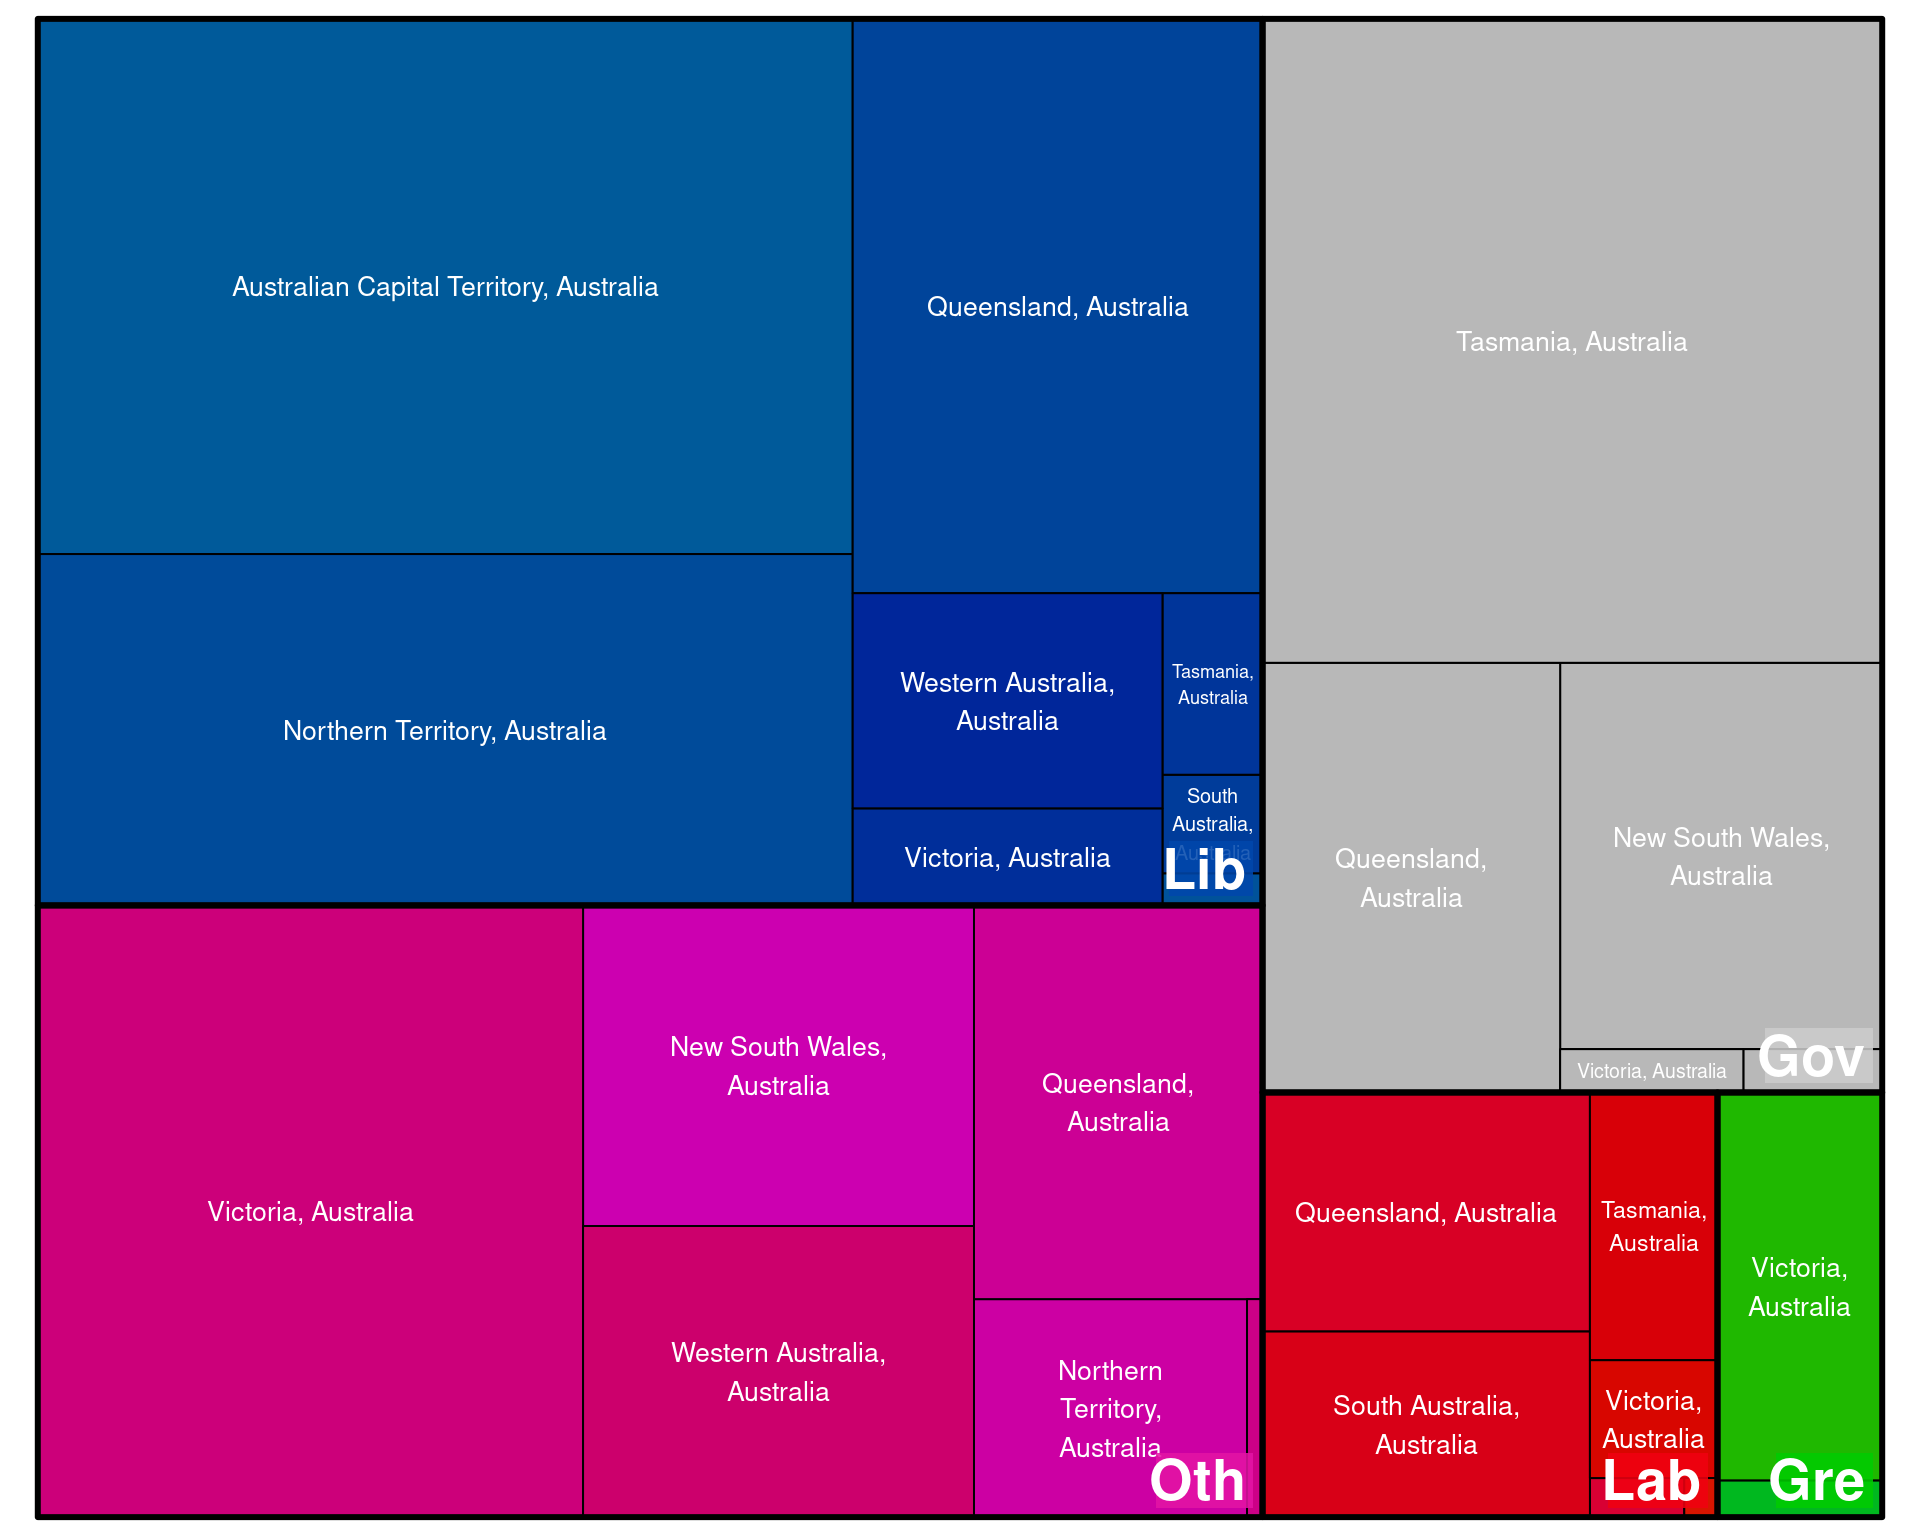 Australian Capital Territory, Australia
Northern Territory, Australia
Queensland, Australia
Western Australia,
Australia
Victoria, Australia
Tasmania,
Australia
South
Australia,
Australia
Lib
Tasmania, Australia
Queensland,
Australia
New South Wales,
Australia
Victoria, Australia
Gov
Victoria, Australia
New South Wales,
Australia
Western Australia,
Australia
Queensland,
Australia
Northern
Territory,
Australia
Oth
Queensland, Australia
South Australia,
Australia
Tasmania,
Australia
Victoria,
Australia
Lab
Victoria,
Australia
Gre